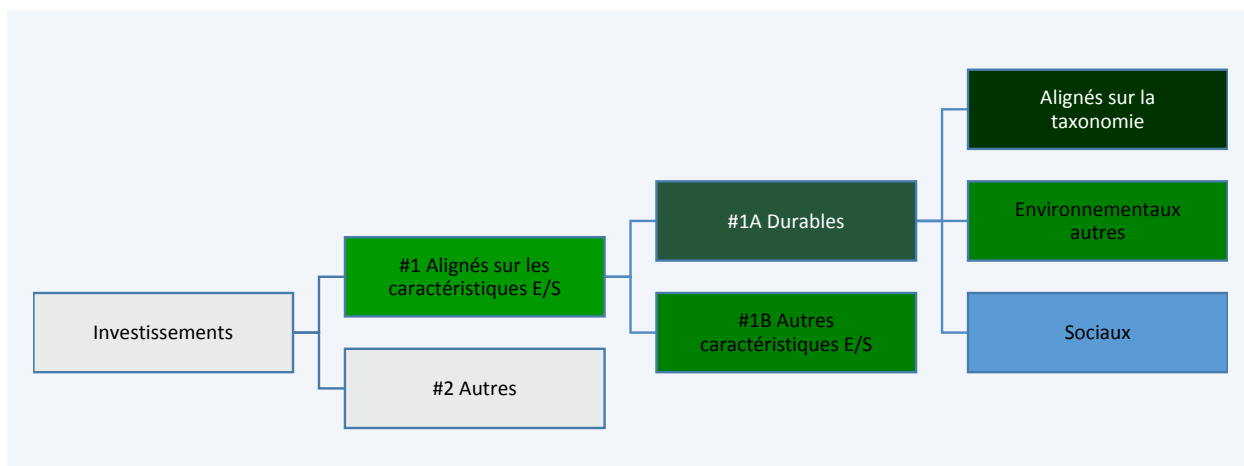 Investissements
#1 Alignés sur les
caractéristiques E/S
#2 Autres
#1A Durables
#1B Autres
caractéristiques E/S
Alignés sur la
taxonomie
Environnementaux
autres
Sociaux